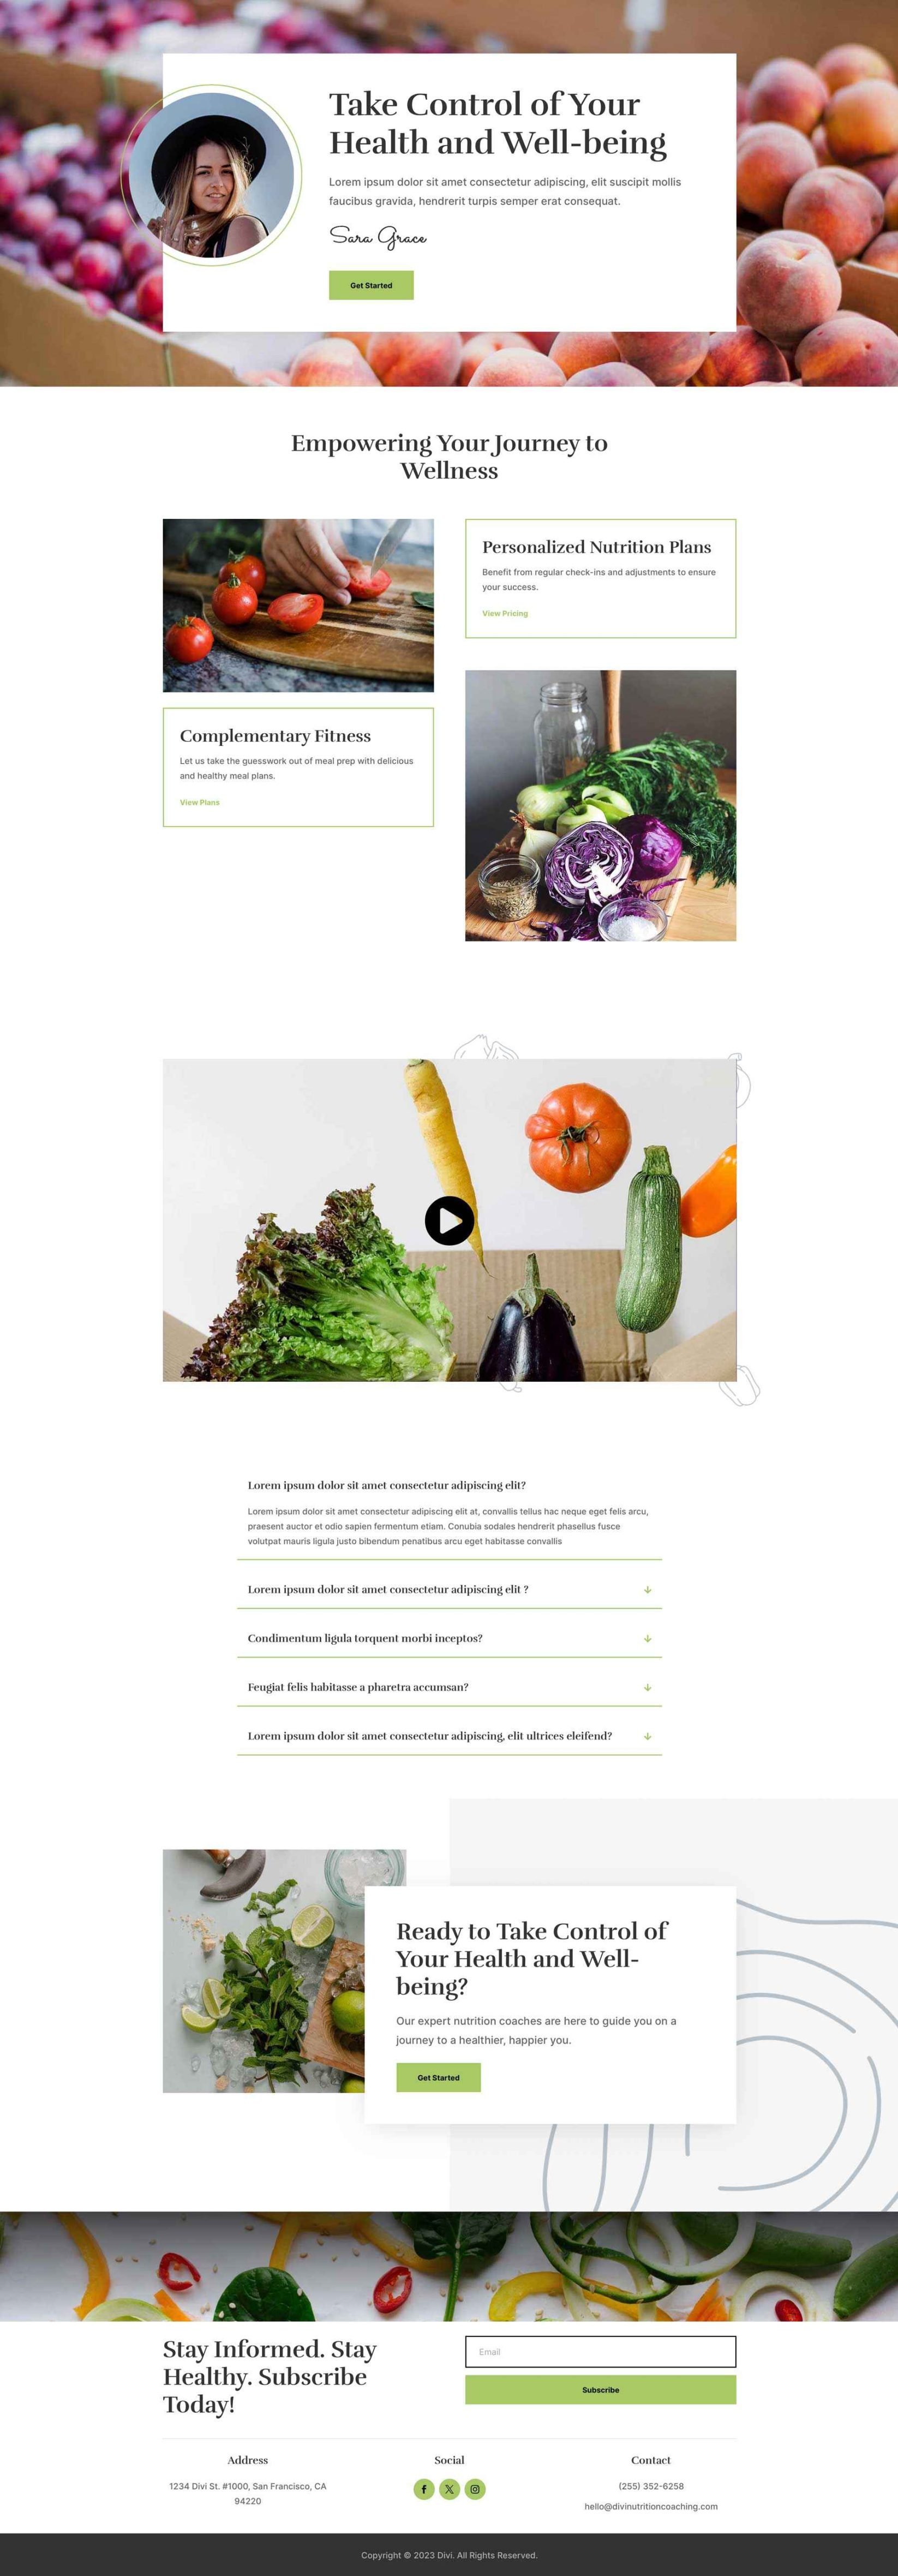 Take Control of Your
Health and Well-being
Lorem ipsum dolor sit amet consectetur adipiscing, elit suscipit mollis
faucibus gravida, hendrerit turpis semper erat consequat.
Sara Grace
Get Started
Empowering Your Journey to
Wellness
Personalized Nutrition Plans
Benefit from regular check-ins and adjustments to ensure
your success.
View Pricing
Complementary Fitness
Let us take the guesswork out of meal prep with delicious
and healthy meal plans.
View Plans
Lorem ipsum dolor sit amet consectetur adipiscing elit?
Lorem ipsum dolor sit amet consectetur adipiscing elit at, convallis tellus hac neque eget felis arcu,
praesent auctor et odio sapien fermentum etiam. Conubia sodales hendrerit phasellus fusce
volutpat mauris ligula justo bibendum penatibus arcu eget habitasse convallis
Lorem ipsum dolor sit amet consectetur adipiscing elit ?
Condimentum ligula torquent morbi inceptos?
Feugiat felis habitasse a pharetra accumsan?
Lorem ipsum dolor sit amet consectetur adipiscing, elit ultrices eleifend?
Ready to Take Control of
Your Health and Well-
being?
Our expert nutrition coaches are here to guide you on a
journey to a healthier, happier you.
Get Started
Stay Informed. Stay
Healthy. Subscribe
Today!
Email
Subscribe
Address
1234 Divi St. #1000, San Francisco, CA
94220
Social
Contact
(255) 352-6258
hello@divinutritioncoaching.com
Copyright © 2023 Divi. All Rights Reserved.